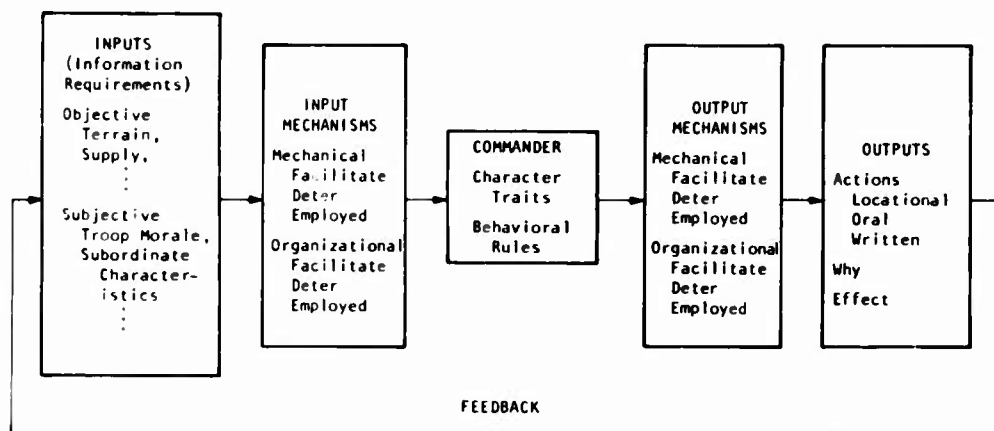 INPUTS
(Information
Requirements)
Objective
Terrain,
Supply,
Subjective
Troop Morale,
Subordinate
Character-
istics
INPUT
MECHANISMS
Mechanical
Facilitate
Deter
Employed
Organizational
Facilitate
Deter
Employed
COMMANDER
Character
Traits
Behavioral
Rules
OUTPUT
MECHANISMS
Mechanical
Facilitate
Deter
Employed
Organizational
Facilitate
Deter
Employed
OUTPUTS
Actions
Locational
Oral
Written
Why
Effect
FEEDBACK